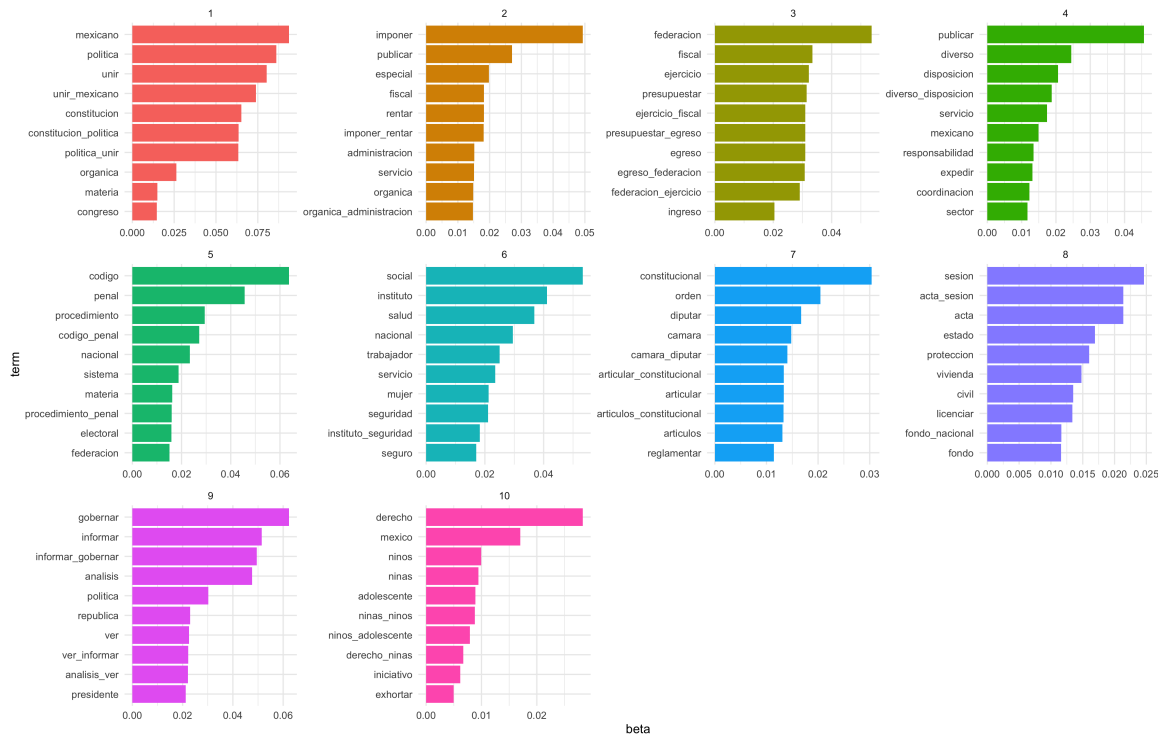 1
mexicano
politica
unir
unir_mexicano
constitucion
constitucion_politica
politica_unir
organica
materia
congreso
0.000 0.025 0.050 0.075
2
imponer
publicar
especial
fiscal
rentar
imponer_rentar
administracion
servicio
organica
organica_administracion
0.00 0.01 0.02 0.03 0.04 0.05
3
federacion
fiscal
ejercicio
presupuestar
ejercicio_fiscal
presupuestar_egreso
egreso
egreso_federacion
federacion_ejercicio
ingreso
0.00 0.02 0.04
4
publicar
diverso
disposicion
diverso_disposicion
servicio
mexicano
responsabilidad
expedir
coordinacion
sector
0.00 0.01 0.02 0.03 0.04
term
5
codigo
penal
procedimiento
codigo_penal
nacional
sistema
materia
procedimiento_penal
electoral
federacion
0.00 0.02 0.04 0.06
6
social
instituto
salud
nacional
trabajador
servicio
mujer
seguridad
instituto_seguridad
seguro
0.00 0.02 0.04
7
constitucional
orden
diputar
camara
camara_diputar
articular_constitucional
articular
articulos_constitucional
articulos
reglamentar
0.00 0.01 0.02 0.03
8
sesion
acta_sesion
acta
estado
proteccion
vivienda
civil
licenciar
fondo_nacional
fondo
0.000 0.005 0.010 0.015 0.020 0.025
9
gobernar
informar
informar_gobernar
analisis
politica
republica
ver
ver_informar
analisis_ver
presidente
0.00 0.02 0.04 0.06
10
derecho
mexico
ninos
ninas
adolescente
ninas_ninos
ninos_adolescente
derecho_ninas
iniciativo
exhortar
0.00 0.01 0.02
beta